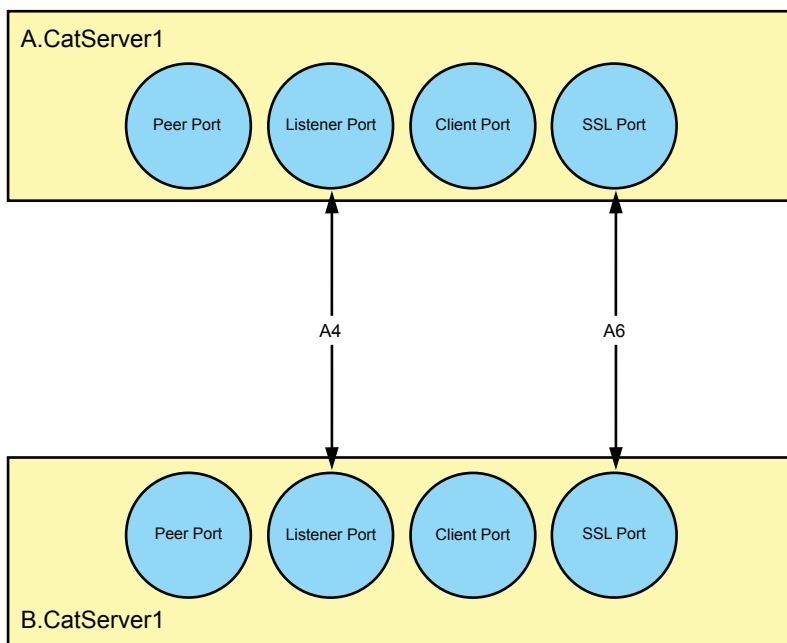 A.CatServer1
Peer Port
Listener Port
Client Port
SSL Port
A4
A6
Peer Port
Listener Port
Client Port
SSL Port
B.CatServer1